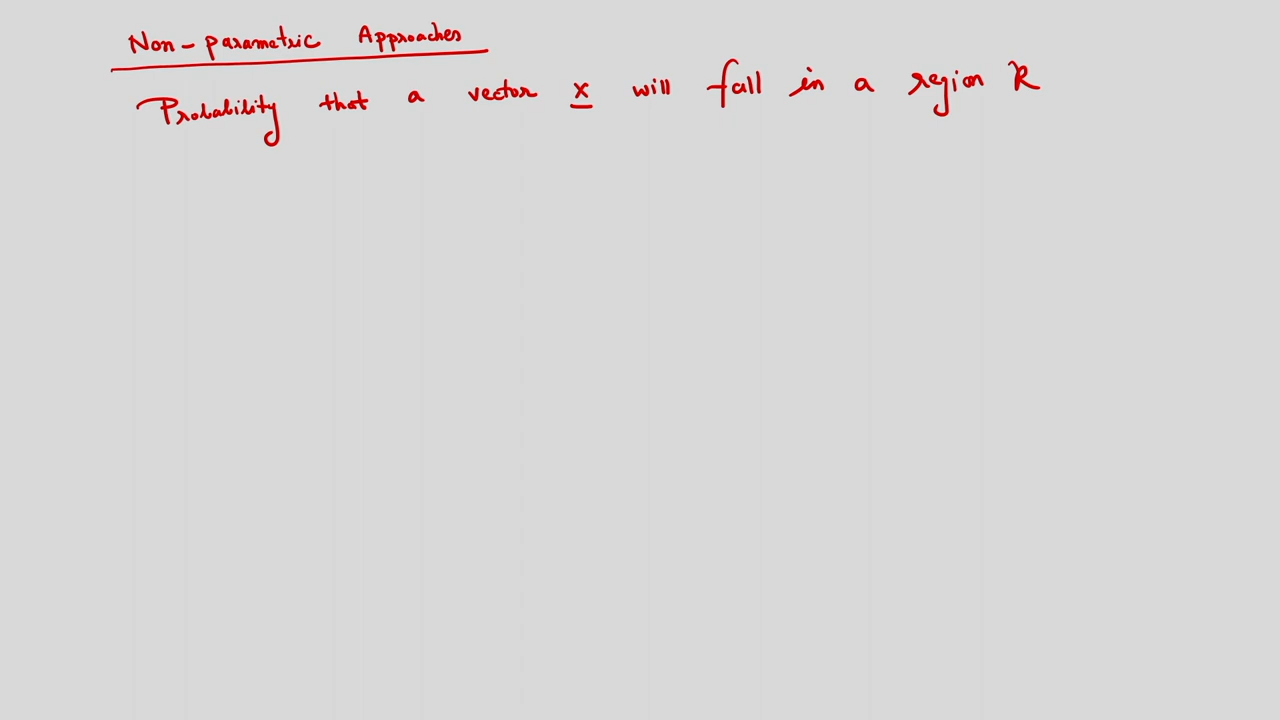 Non-parametric Approaches
Probability that a vector x will fall in a region R